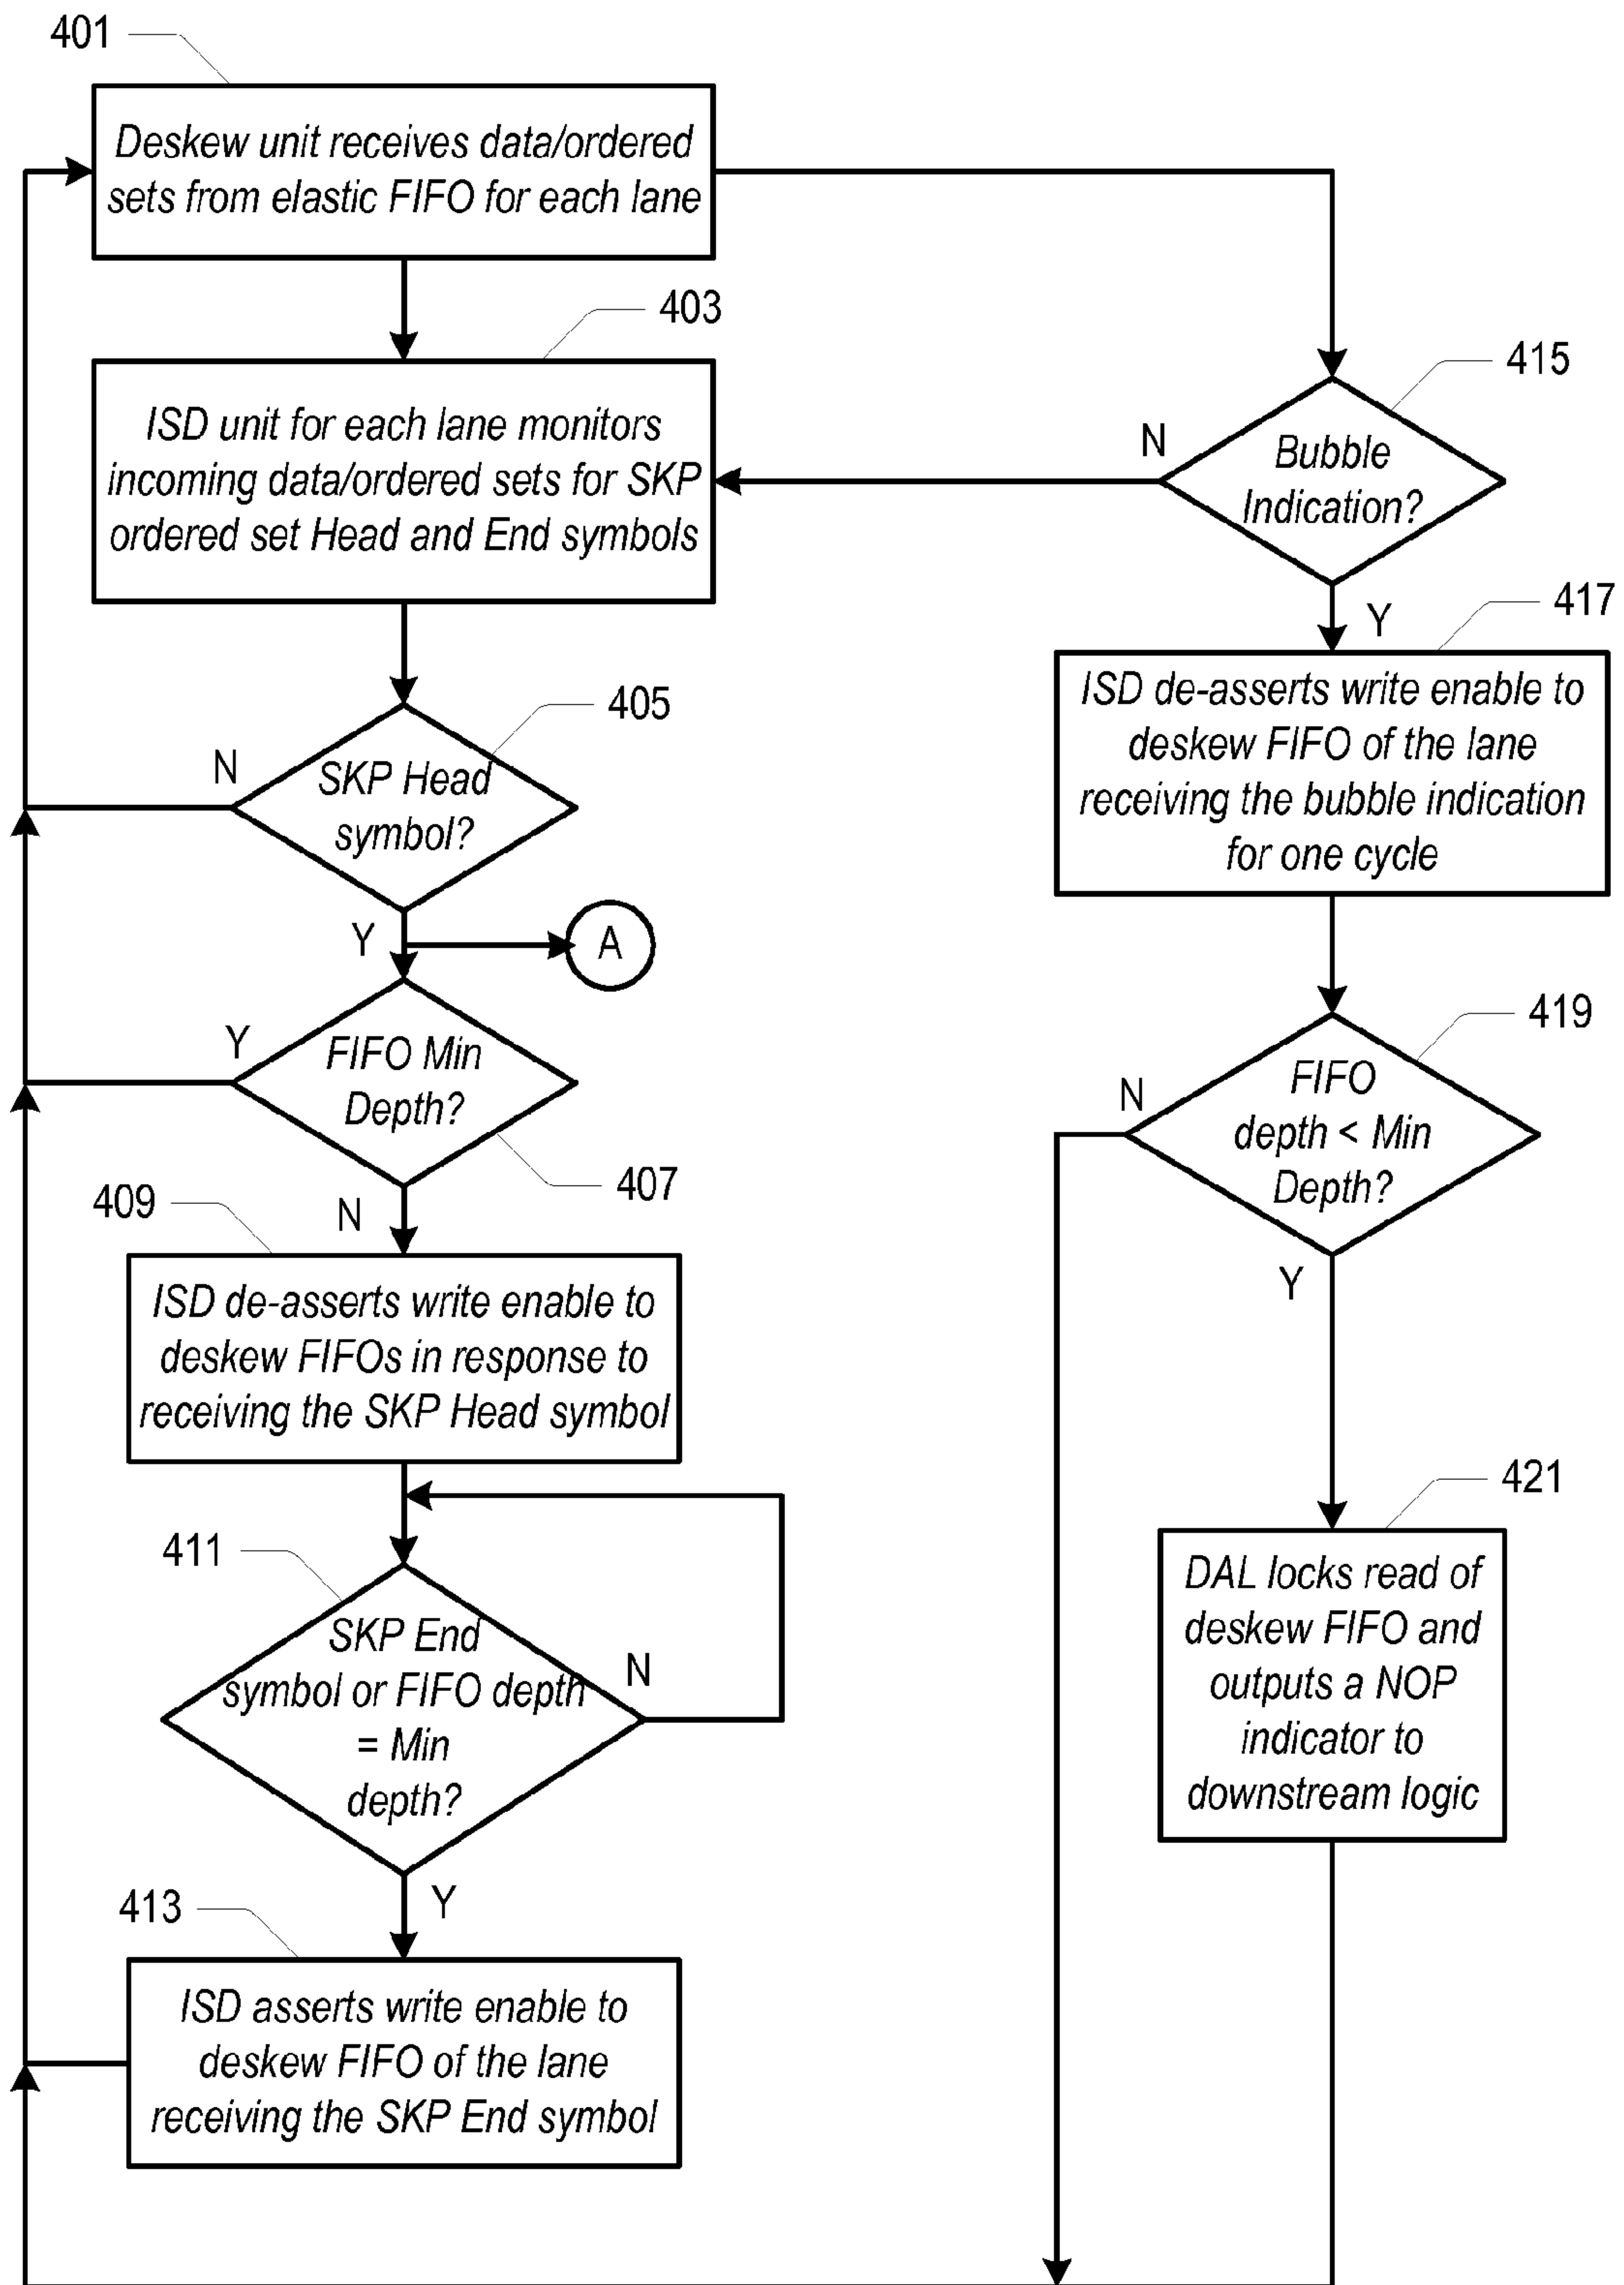 401
Deskew unit receives data/ordered
sets from elastic FIFO for each lane
403
ISD unit for each lane monitors
incoming data/ordered sets for SKP
ordered set Head and End symbols
415
Bubble
Indication?
N
Y
405
SKP Head
symbol?
N
Y
A
417
ISD de-asserts write enable to
deskew FIFO of the lane
receiving the bubble indication
for one cycle
FIFO Min
Depth?
Y
407
N
419
FIFO
depth < Min
Depth?
N
Y
409
ISD de-asserts write enable to
deskew FIFOs in response to
receiving the SKP Head symbol
411
SKP End
symbol or FIFO depth
= Min
depth?
N
Y
421
DAL locks read of
deskew FIFO and
outputs a NOP
indicator to
downstream logic
413
ISD asserts write enable to
deskew FIFO of the lane
receiving the SKP End symbol